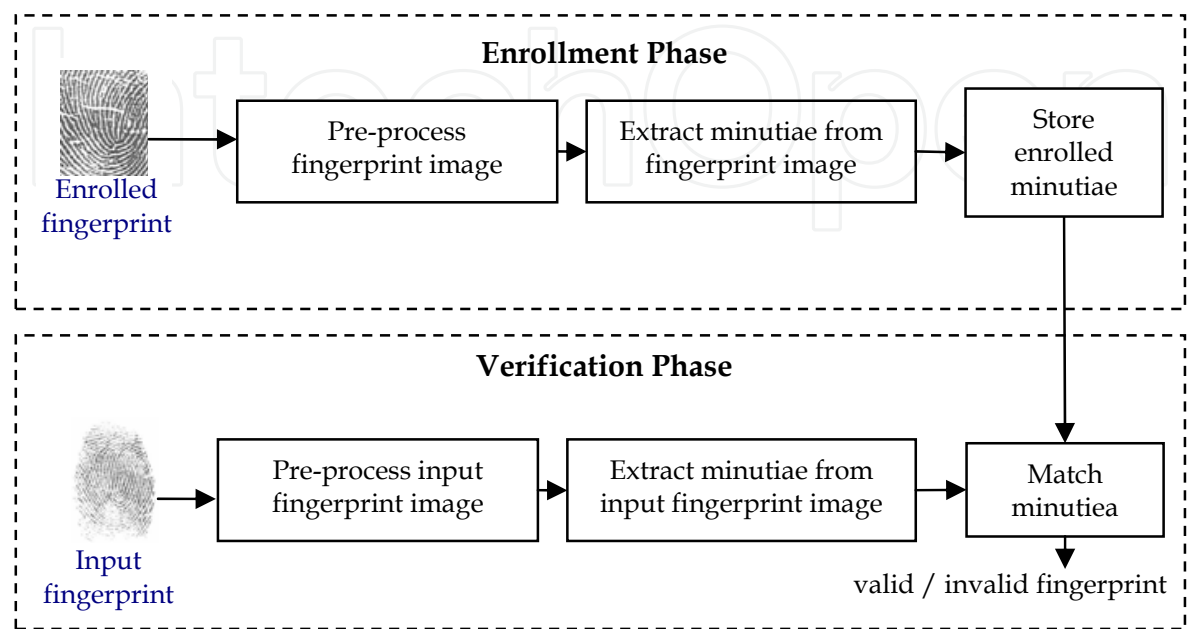 IntechOpen
Enrollment Phase
Enrolled
fingerprint
Pre-process
fingerprint image
Extract minutiae from
fingerprint image
Store
enrolled
minutiae
Verification Phase
Input
fingerprint
Pre-process input
fingerprint image
Extract minutiae from
input fingerprint image
Match
minutiea
valid / invalid fingerprint